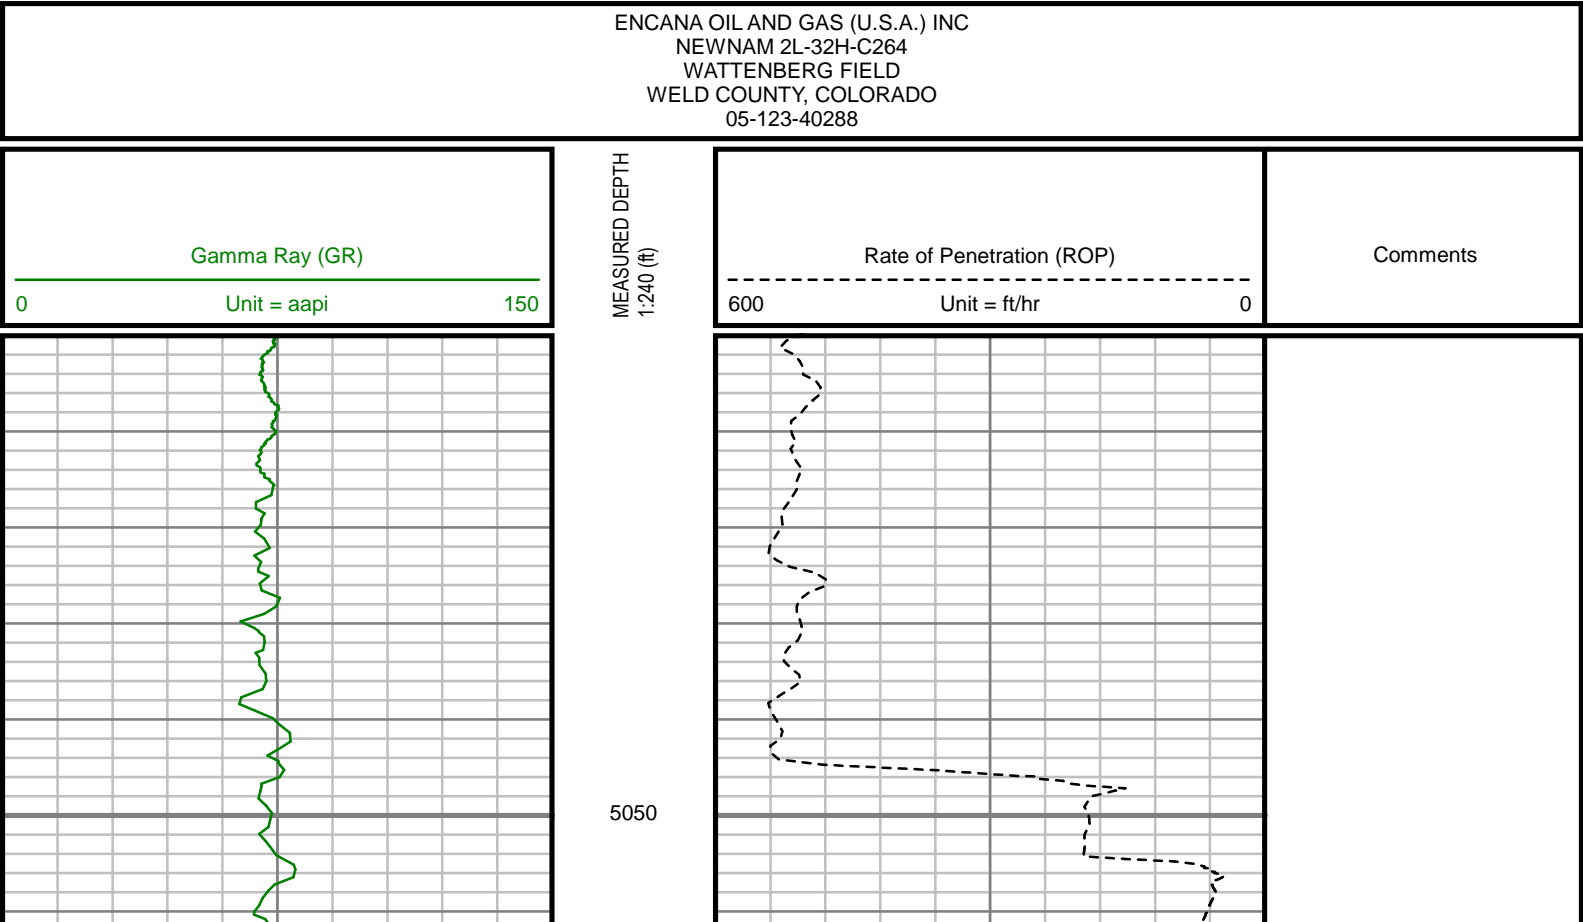 ENCANA OIL AND GAS (U.S.A.) INC
NEWNAM 2L-32H-C264
WATTENBERG FIELD
WELD COUNTY, COLORADO
05-123-40288
Gamma Ray (GR)
0 Unit = aapi 150
MEASURED DEPTH
1:240 (ft)
Rate of Penetration (ROP)
600 Unit = ft/hr 0
Comments
5050